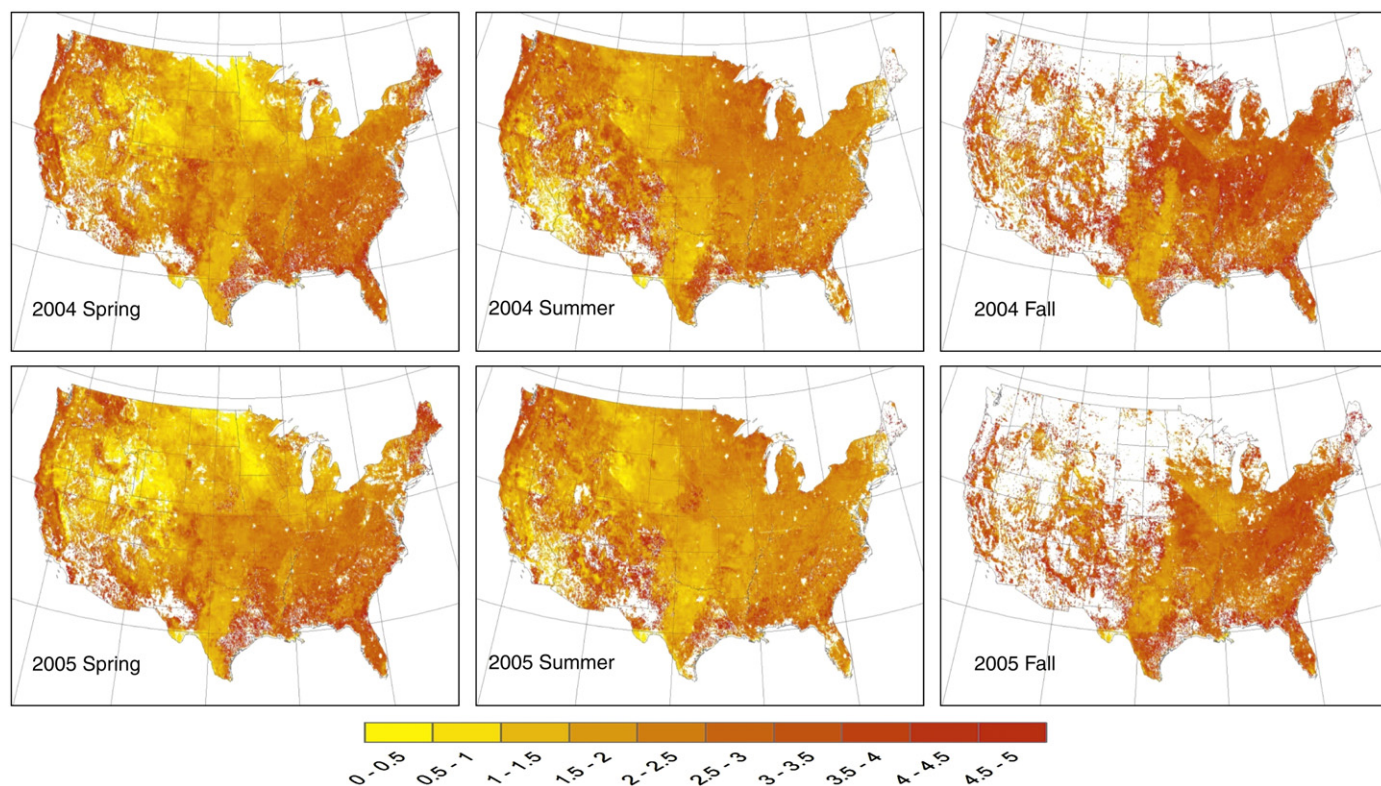 2004 Spring
2004 Summer
2004 Fall
2005 Spring
2005 Summer
2005 Fall
0 - 0.5
0.5 - 1
1 - 1.5
1.5 - 2
2 - 2.5
2.5 - 3
3 - 3.5
3.5 - 4
4 - 4.5
4.5 - 5